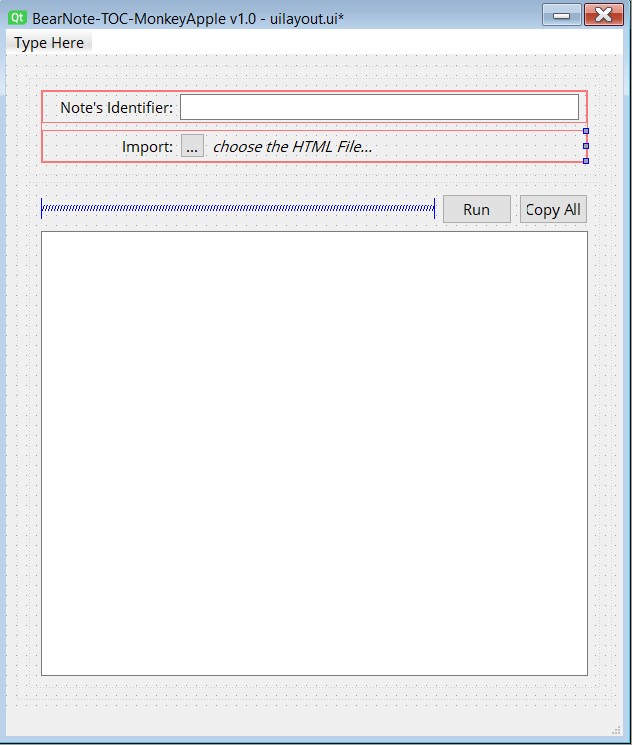 Qt BearNote-TOC-MonkeyApple v1.0 - uilayout.ui*
Type Here
Note's Identifier:
Import: ... choose the HTML File...
Run Copy All